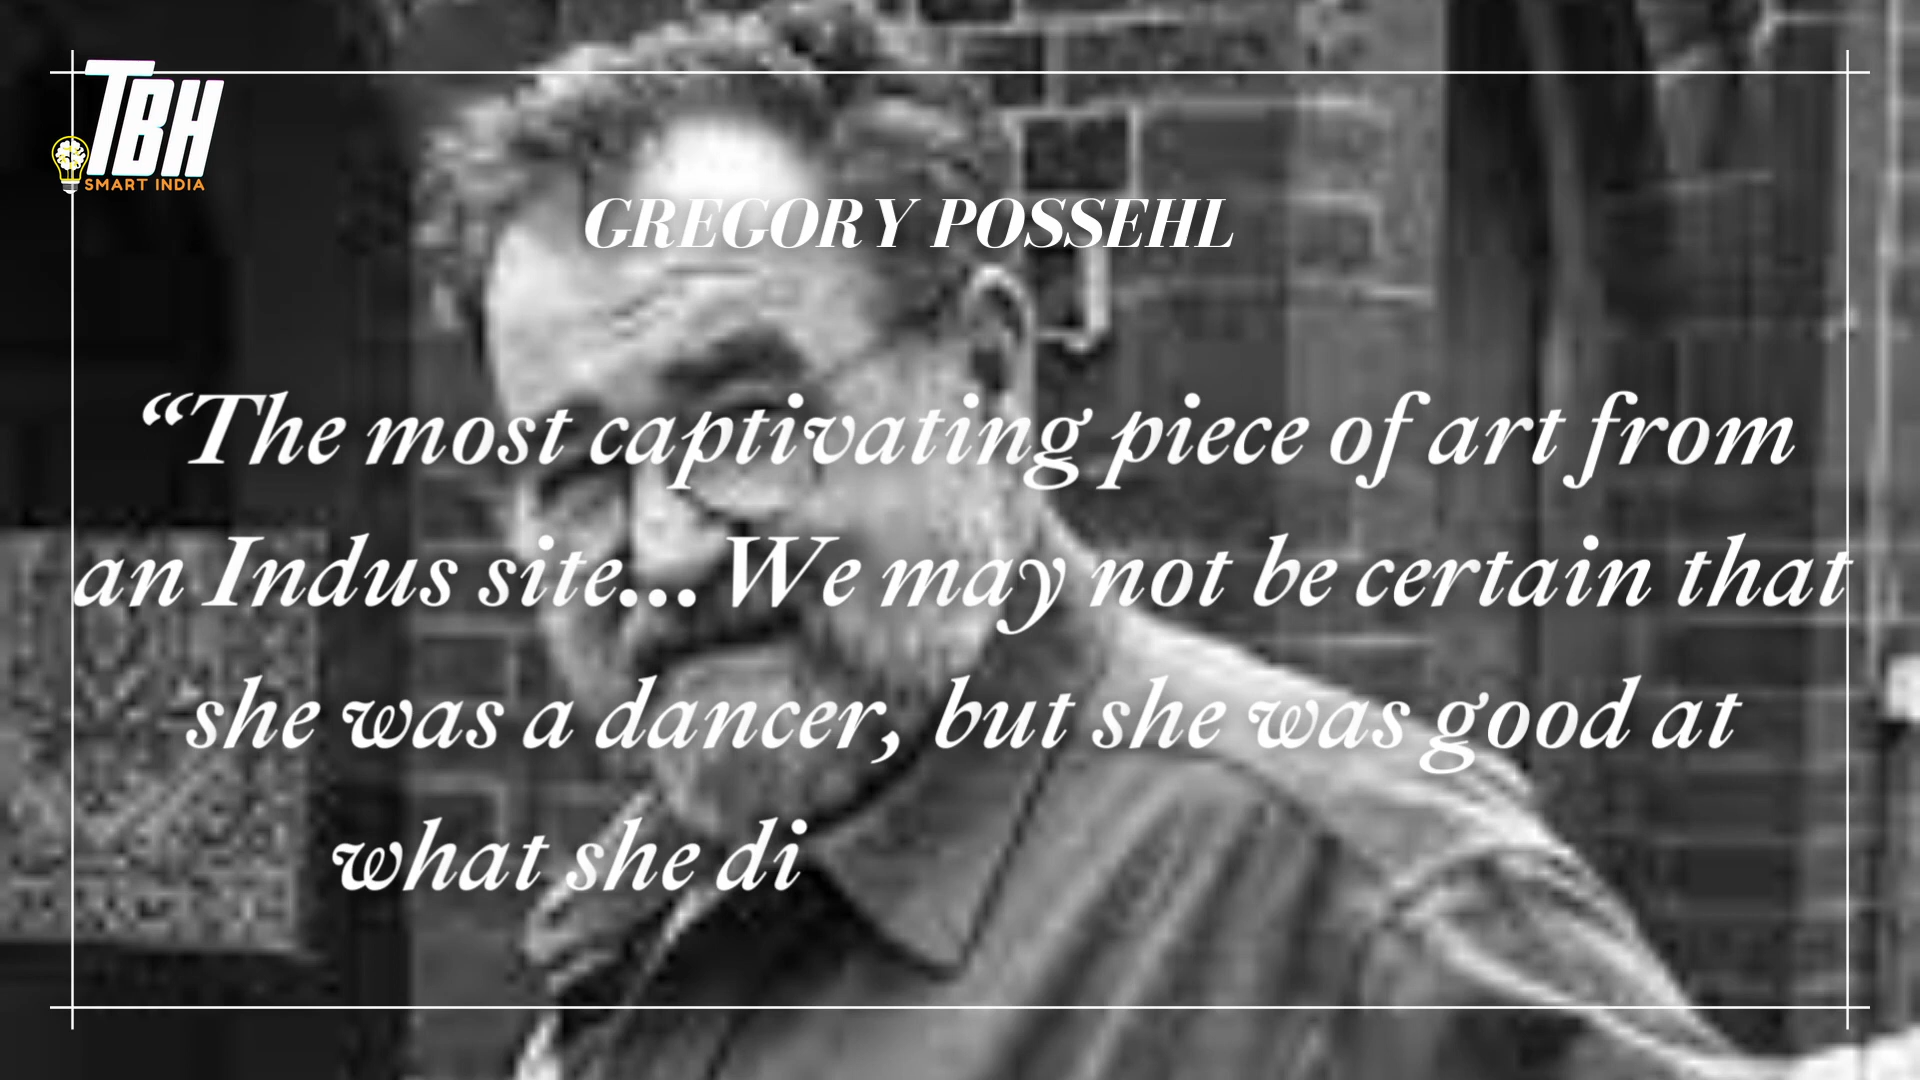 TBH
SMART INDIA
GREGORY POSSEHL
“The most captivating piece of art from
an Indus site... We may not be certain that
she was a dancer, but she was good at
what she di